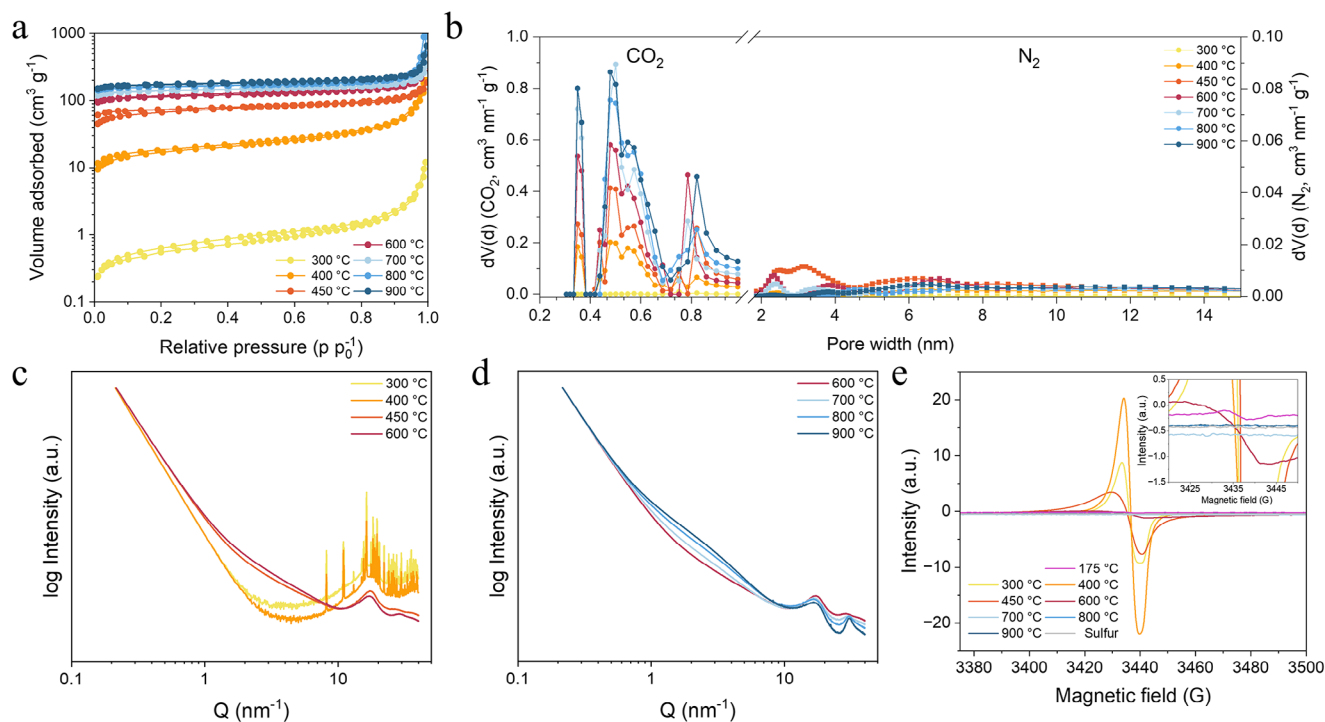 a
Volume adsorbed (cm³ g⁻¹)
1000
100
10
1
0.1
0.0 0.2 0.4 0.6 0.8 1.0
Relative pressure (p p₀⁻¹)
600 °C
300 °C 700 °C
400 °C 800 °C
450 °C 900 °C
b
CO₂
N₂
dV(d) (CO₂, cm³ nm⁻¹ g⁻¹)
1.0
0.8
0.6
0.4
0.2
0.0
0.2 0.4 0.6 0.8 2 4 6 8 10 12 14
Pore width (nm)
dV(d) (N₂, cm³ nm⁻¹ g⁻¹)
0.10
0.08
0.06
0.04
0.02
0.00
300 °C
400 °C
450 °C
600 °C
700 °C
800 °C
900 °C
c
log Intensity (a.u.)
300 °C
400 °C
450 °C
600 °C
0.1 1 10
Q (nm⁻¹)
d
log Intensity (a.u.)
600 °C
700 °C
800 °C
900 °C
0.1 1 10
Q (nm⁻¹)
e
Intensity (a.u.)
20
10
0
−10
−20
3380 3400 3420 3440 3460 3480 3500
Magnetic field (G)
175 °C
300 °C 400 °C
450 °C 600 °C
700 °C 800 °C
900 °C Sulfur
Intensity (a.u.)
0.5
0.0
−0.5
−1.0
−1.5
3425 3435 3445
Magnetic field (G)